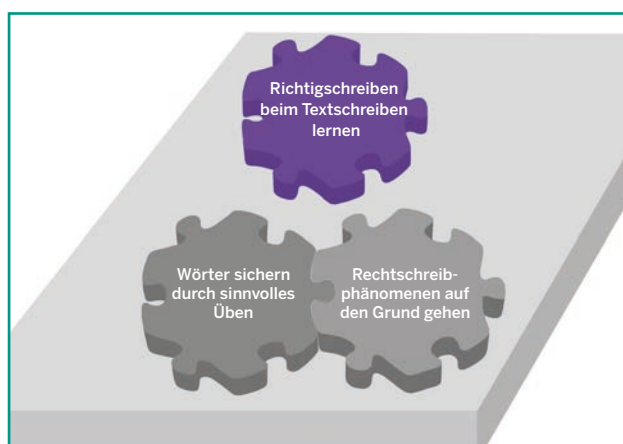 Richtigschreiben
beim Textschreiben
lernen
Wörter sichern
durch sinnvolles
Üben
Rechtschreib-
phänomenen auf
den Grund gehen